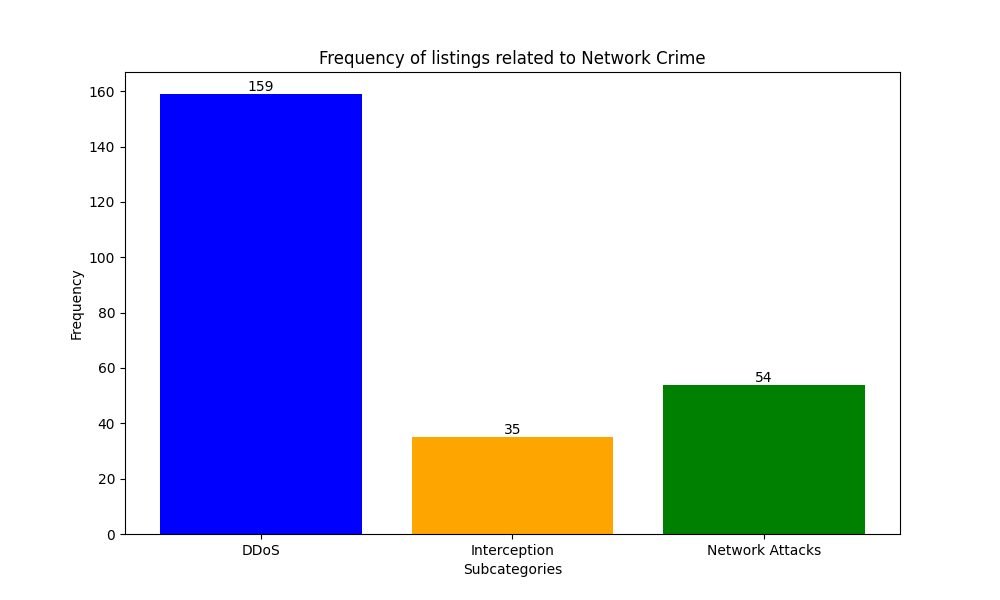 Frequency of listings related to Network Crime
159
35
54
160
140
120
100
80
60
40
20
0
Frequency
DDoS
Interception
Network Attacks
Subcategories